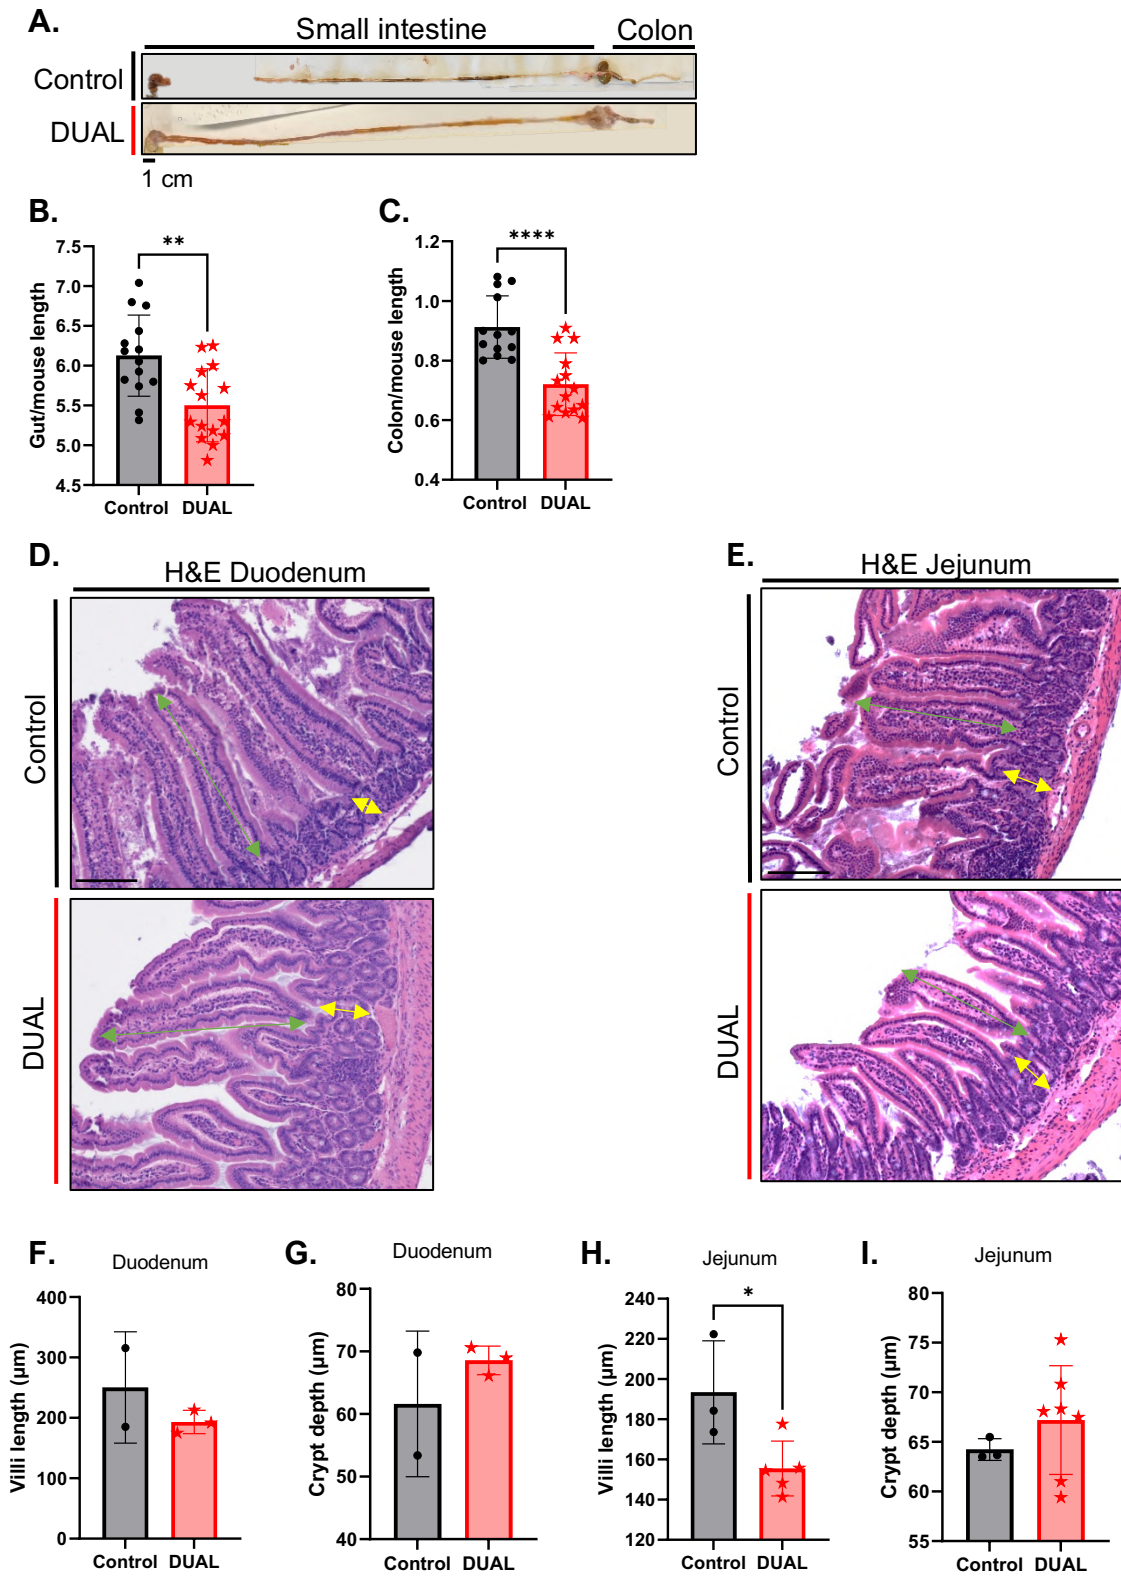 A.
Small intestine
Colon
Control
DUAL
1 cm
B.
Gut/mouse length
7.5
7.0
6.5
6.0
5.5
5.0
4.5
**
Control DUAL
C.
Colon/mouse length
1.2
1.0
0.8
0.6
0.4
****
Control DUAL
D.
H&E Duodenum
Control
DUAL
E.
H&E Jejunum
Control
DUAL
F.
Duodenum
Villi length (µm)
400
300
200
100
0
Control DUAL
G.
Duodenum
Crypt depth (µm)
80
70
60
50
40
Control DUAL
H.
Jejunum
Villi length (µm)
240
220
200
180
160
140
120
*
Control DUAL
I.
Jejunum
Crypt depth (µm)
80
75
70
65
60
55
Control DUAL